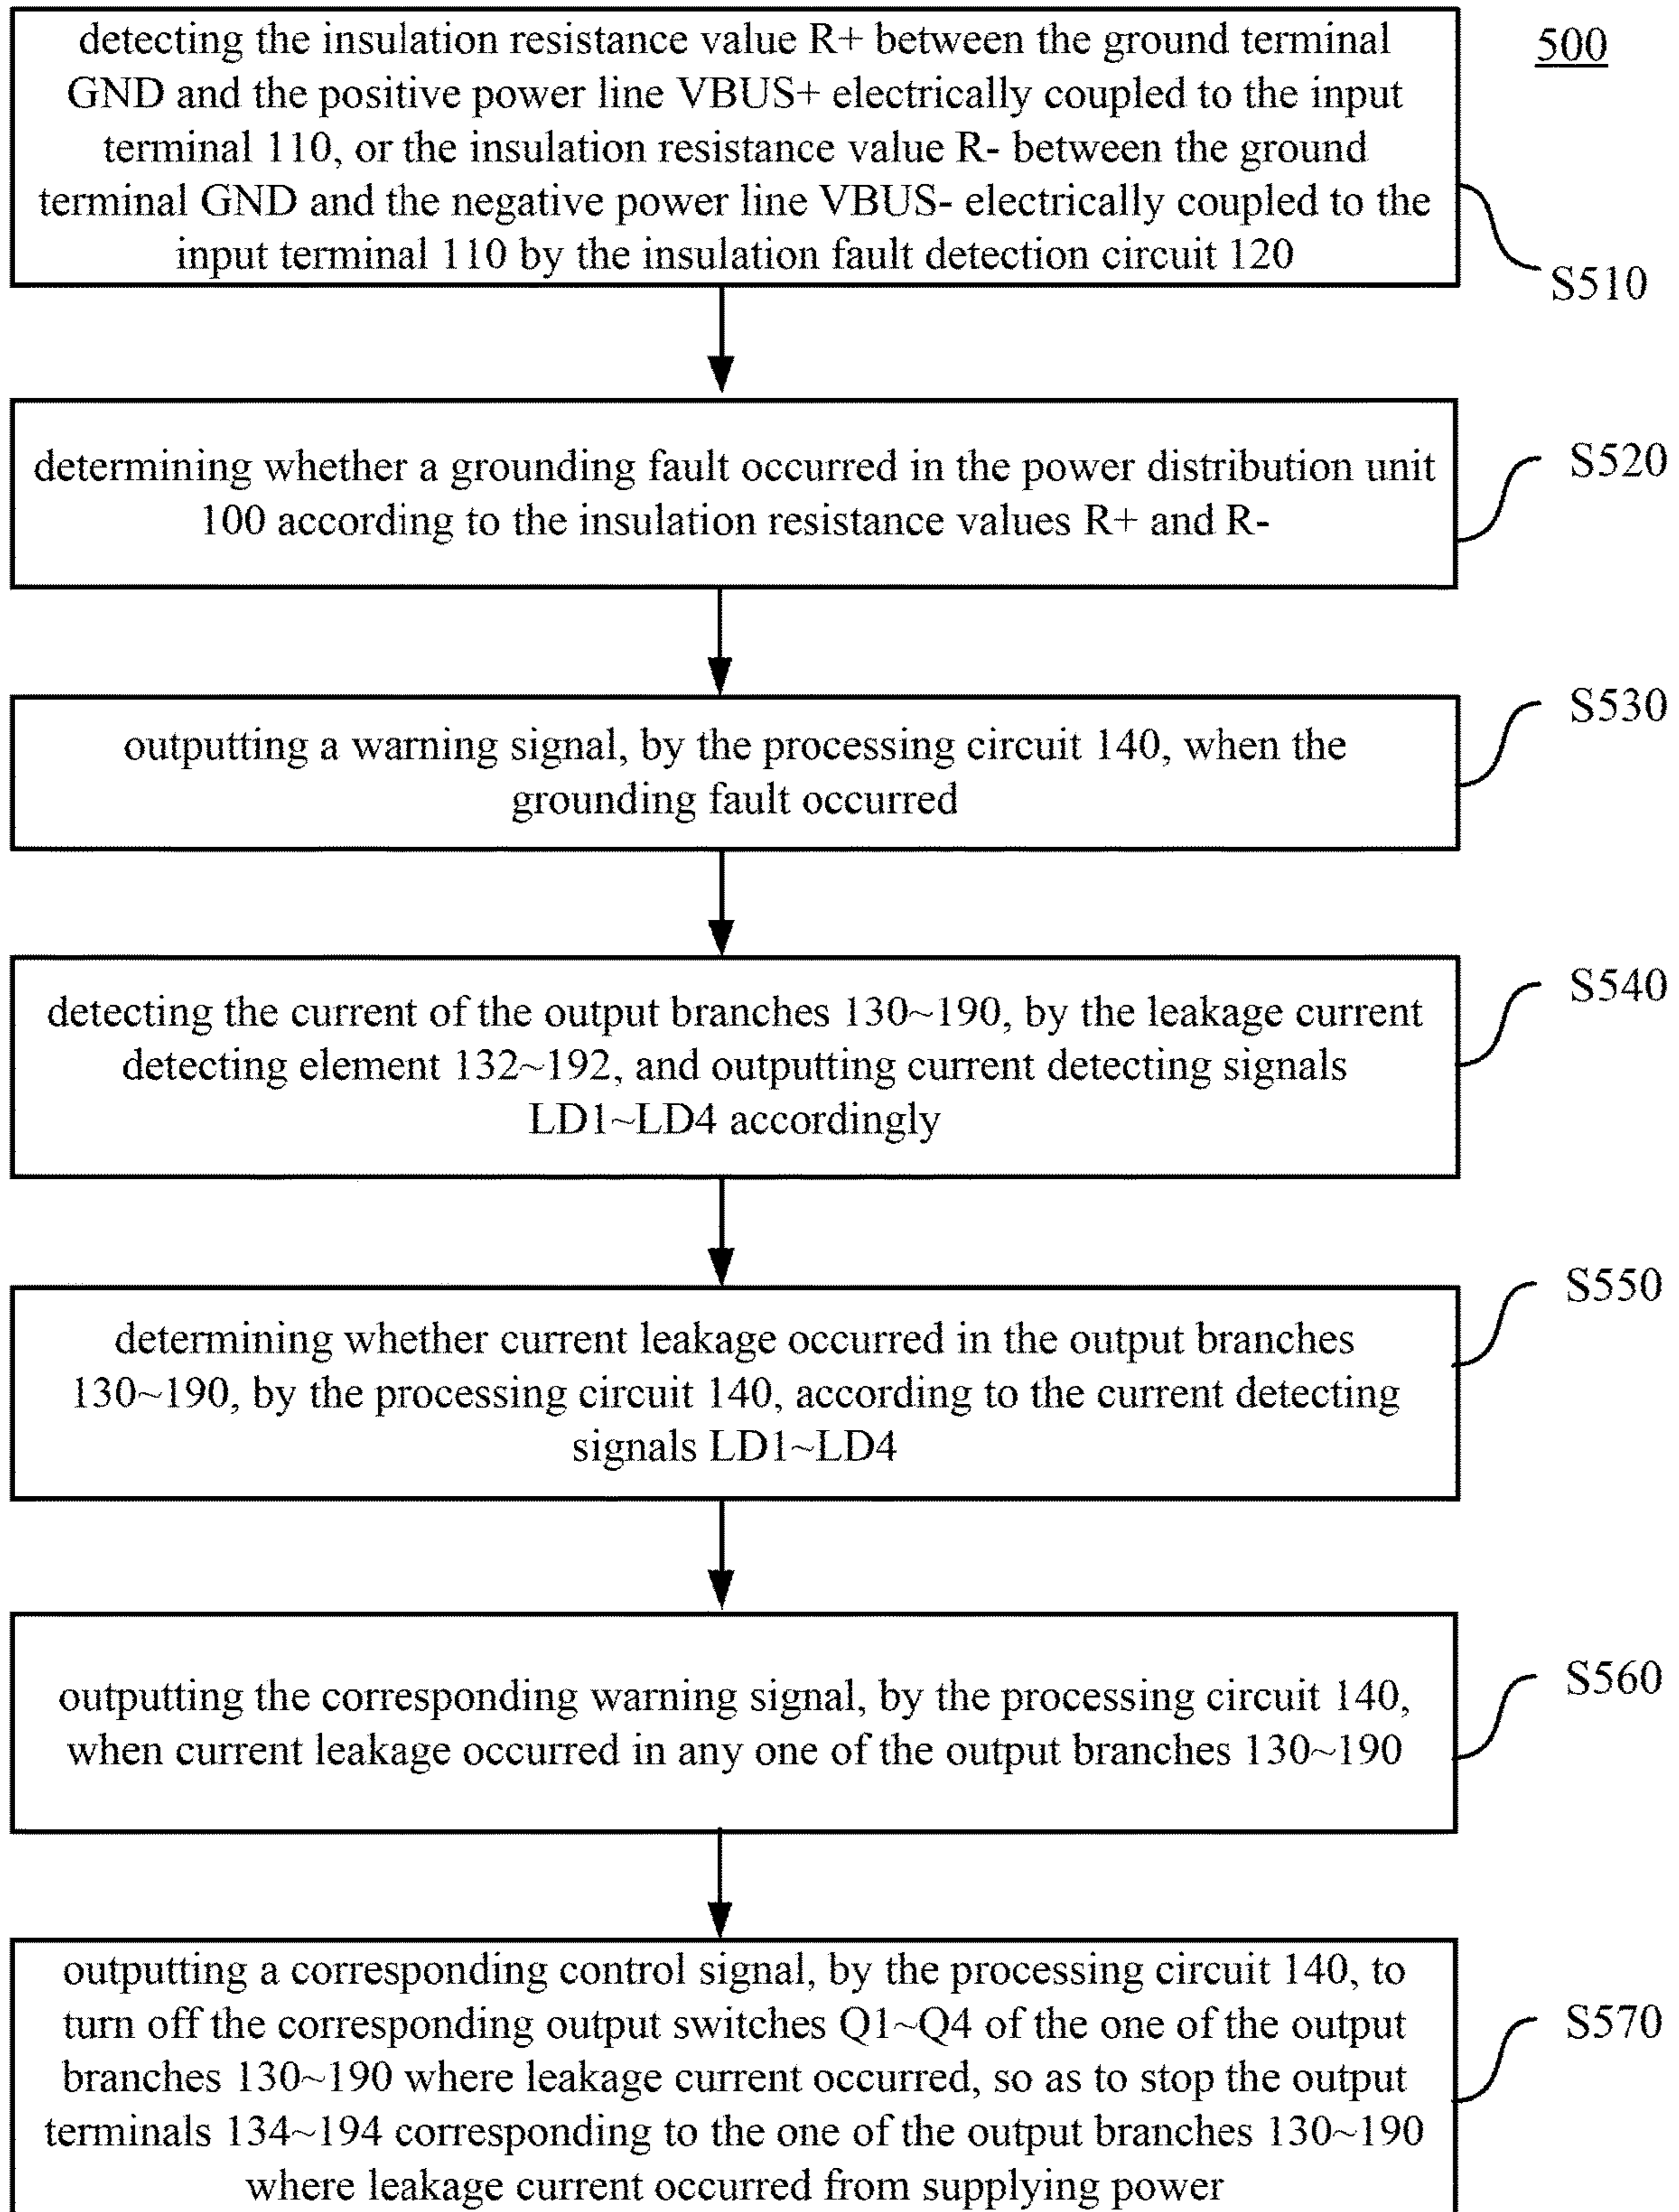 500
detecting the insulation resistance value R+ between the ground terminal
GND and the positive power line VBUS+ electrically coupled to the input
terminal 110, or the insulation resistance value R- between the ground
terminal GND and the negative power line VBUS- electrically coupled to the
input terminal 110 by the insulation fault detection circuit 120
S510
determining whether a grounding fault occurred in the power distribution unit
100 according to the insulation resistance values R+ and R-
S520
outputting a warning signal, by the processing circuit 140, when the
grounding fault occurred
S530
detecting the current of the output branches 130~190, by the leakage current
detecting element 132~192, and outputting current detecting signals
LD1~LD4 accordingly
S540
determining whether current leakage occurred in the output branches
130~190, by the processing circuit 140, according to the current detecting
signals LD1~LD4
S550
outputting the corresponding warning signal, by the processing circuit 140,
when current leakage occurred in any one of the output branches 130~190
S560
outputting a corresponding control signal, by the processing circuit 140, to
turn off the corresponding output switches Q1~Q4 of the one of the output
branches 130~190 where leakage current occurred, so as to stop the output
terminals 134~194 corresponding to the one of the output branches 130~190
where leakage current occurred from supplying power
S570